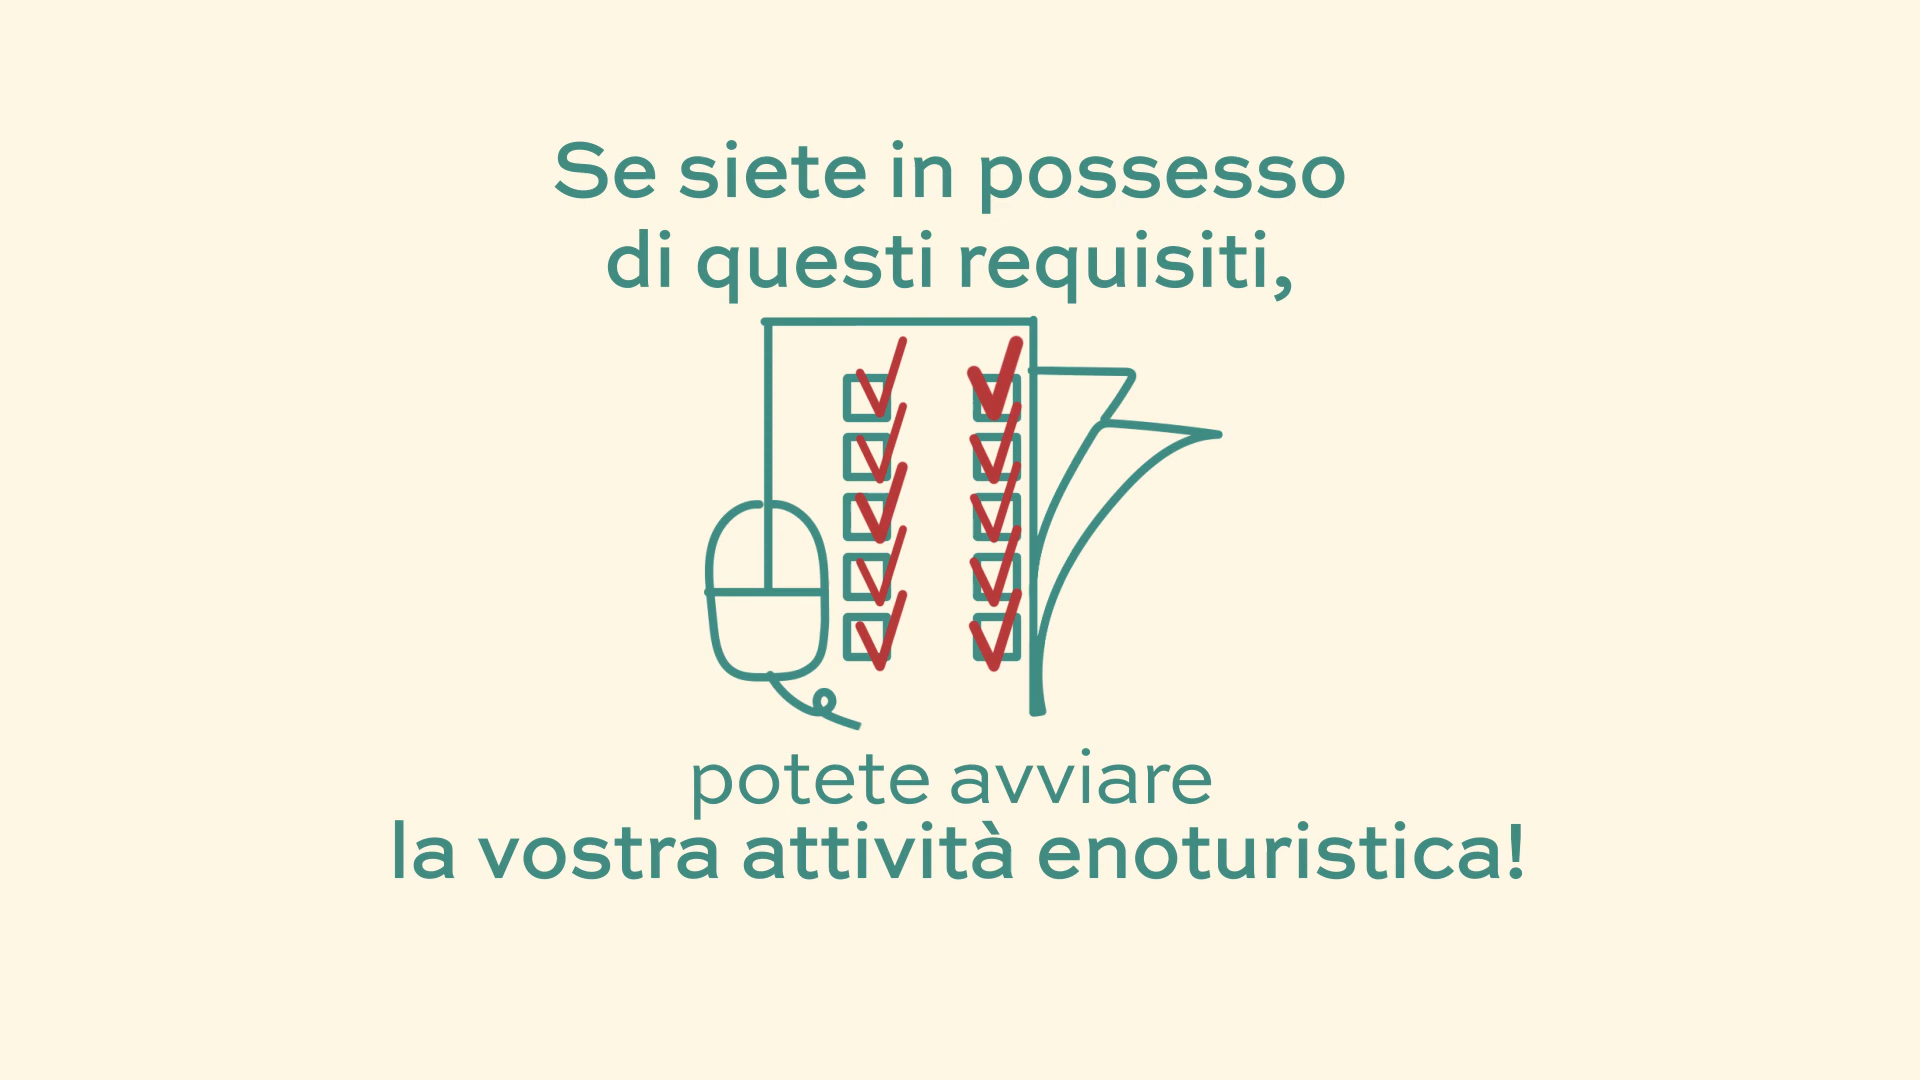 Se siete in possesso
di questi requisiti,
potete avviare
la vostra attività enoturistica!